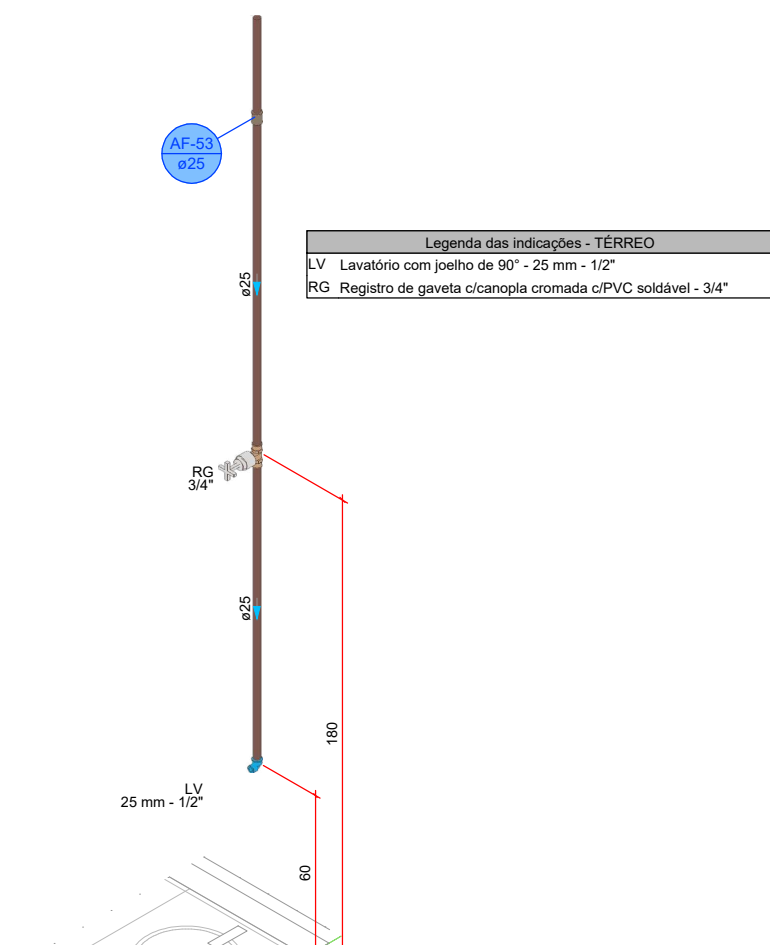 AF-53
ø25
Legenda das indicações - TÉRREO
LV Lavatório com joelho de 90° - 25 mm - 1/2"
RG Registro de gaveta c/canopla cromada c/PVC soldável - 3/4"
ø25
RG
3/4"
ø25
180
LV
25 mm - 1/2"
60